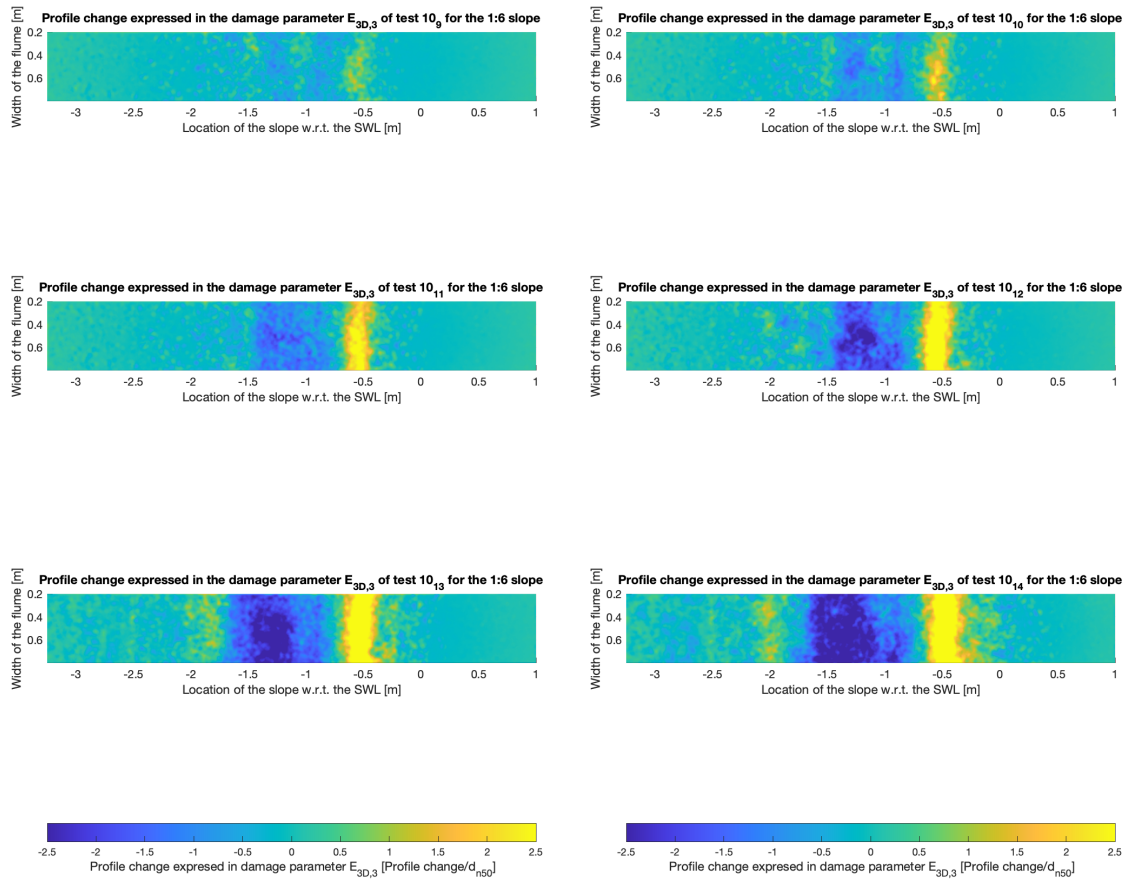 Profile change expressed in the damage parameter E3D,3 of test 109 for the 1:6 slope
Width of the flume [m]
0.2
0.4
0.6
-3 -2.5 -2 -1.5 -1 -0.5 0 0.5 1
Location of the slope w.r.t. the SWL [m]
Profile change expressed in the damage parameter E3D,3 of test 1010 for the 1:6 slope
Width of the flume [m]
0.2
0.4
0.6
-3 -2.5 -2 -1.5 -1 -0.5 0 0.5 1
Location of the slope w.r.t. the SWL [m]
Profile change expressed in the damage parameter E3D,3 of test 1011 for the 1:6 slope
Width of the flume [m]
0.2
0.4
0.6
-3 -2.5 -2 -1.5 -1 -0.5 0 0.5 1
Location of the slope w.r.t. the SWL [m]
Profile change expressed in the damage parameter E3D,3 of test 1012 for the 1:6 slope
Width of the flume [m]
0.2
0.4
0.6
-3 -2.5 -2 -1.5 -1 -0.5 0 0.5 1
Location of the slope w.r.t. the SWL [m]
Profile change expressed in the damage parameter E3D,3 of test 1013 for the 1:6 slope
Width of the flume [m]
0.2
0.4
0.6
-3 -2.5 -2 -1.5 -1 -0.5 0 0.5 1
Location of the slope w.r.t. the SWL [m]
Profile change expressed in the damage parameter E3D,3 of test 1014 for the 1:6 slope
Width of the flume [m]
0.2
0.4
0.6
-3 -2.5 -2 -1.5 -1 -0.5 0 0.5 1
Location of the slope w.r.t. the SWL [m]
-2.5 -2 -1.5 -1 -0.5 0 0.5 1 1.5 2 2.5
Profile change expresed in damage parameter E3D,3 [Profile change/dn50]
-2.5 -2 -1.5 -1 -0.5 0 0.5 1 1.5 2 2.5
Profile change expresed in damage parameter E3D,3 [Profile change/dn50]